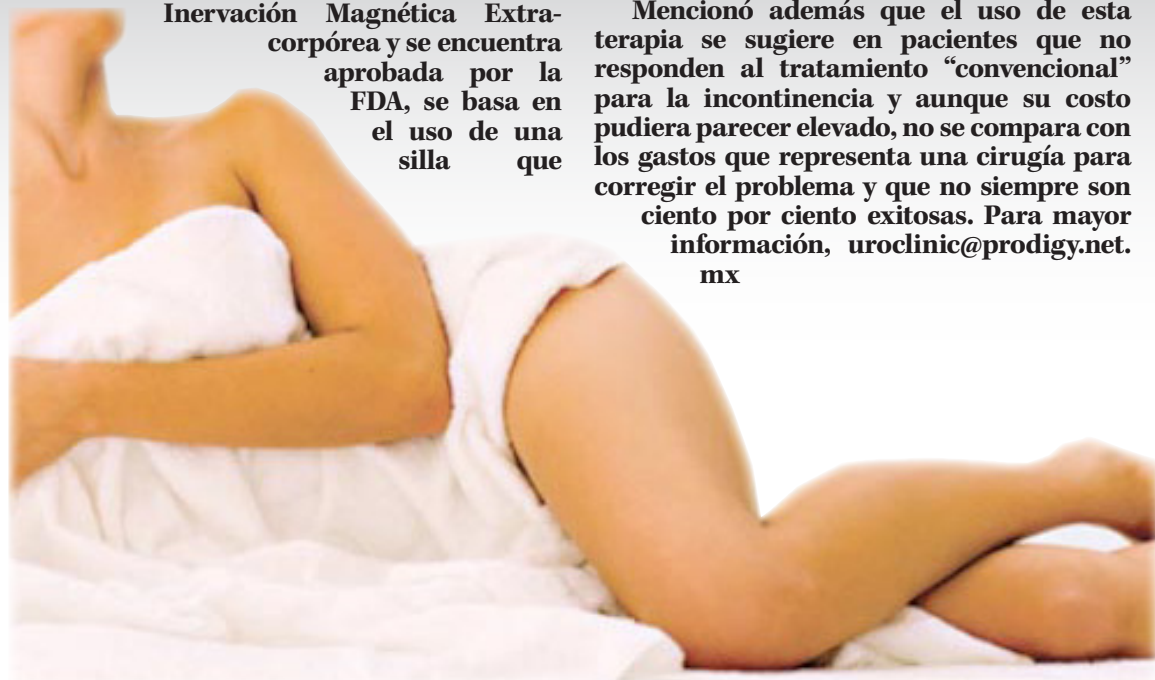 Inervación Magnética Extra-
corpórea y se encuentra
aprobada por la
FDA, se basa en
el uso de una
silla que
Mencionó además que el uso de esta
terapia se sugiere en pacientes que no
responden al tratamiento “convencional”
para la incontinencia y aunque su costo
pudiera parecer elevado, no se compara con
los gastos que representa una cirugía para
corregir el problema y que no siempre son
ciento por ciento exitosas. Para mayor
información, uroclinic@prodigy.net.
mx